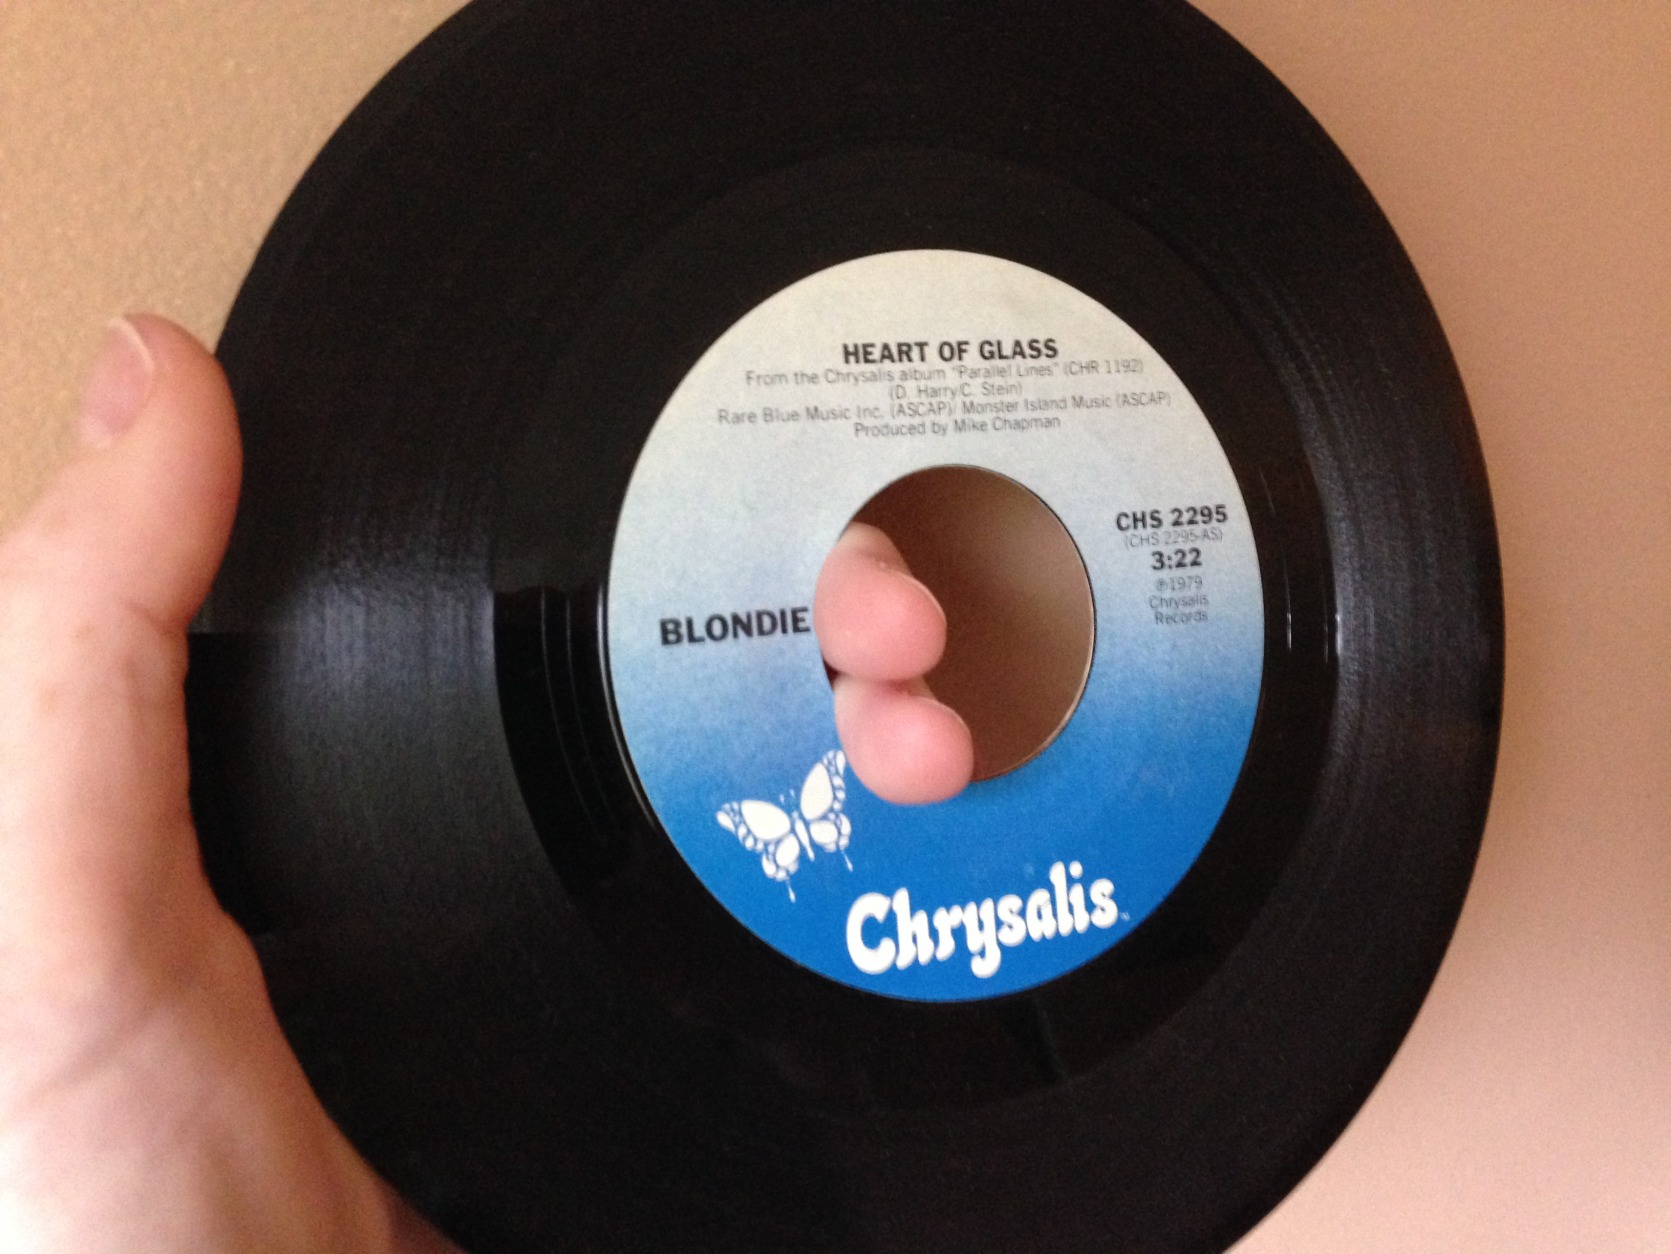 HEART OF GLASS
From the Chrysalis album "Parallel Lines" (CHR 1192)
(D. Harry/C. Stein)
Rare Blue Music Inc. (ASCAP)/ Monster Island Music (ASCAP)
Produced by Mike Chapman
CHS 2295
(CHS 2295-AS)
3:22
℗1979
Chrysalis
Records
BLONDIE
Chrysalis™